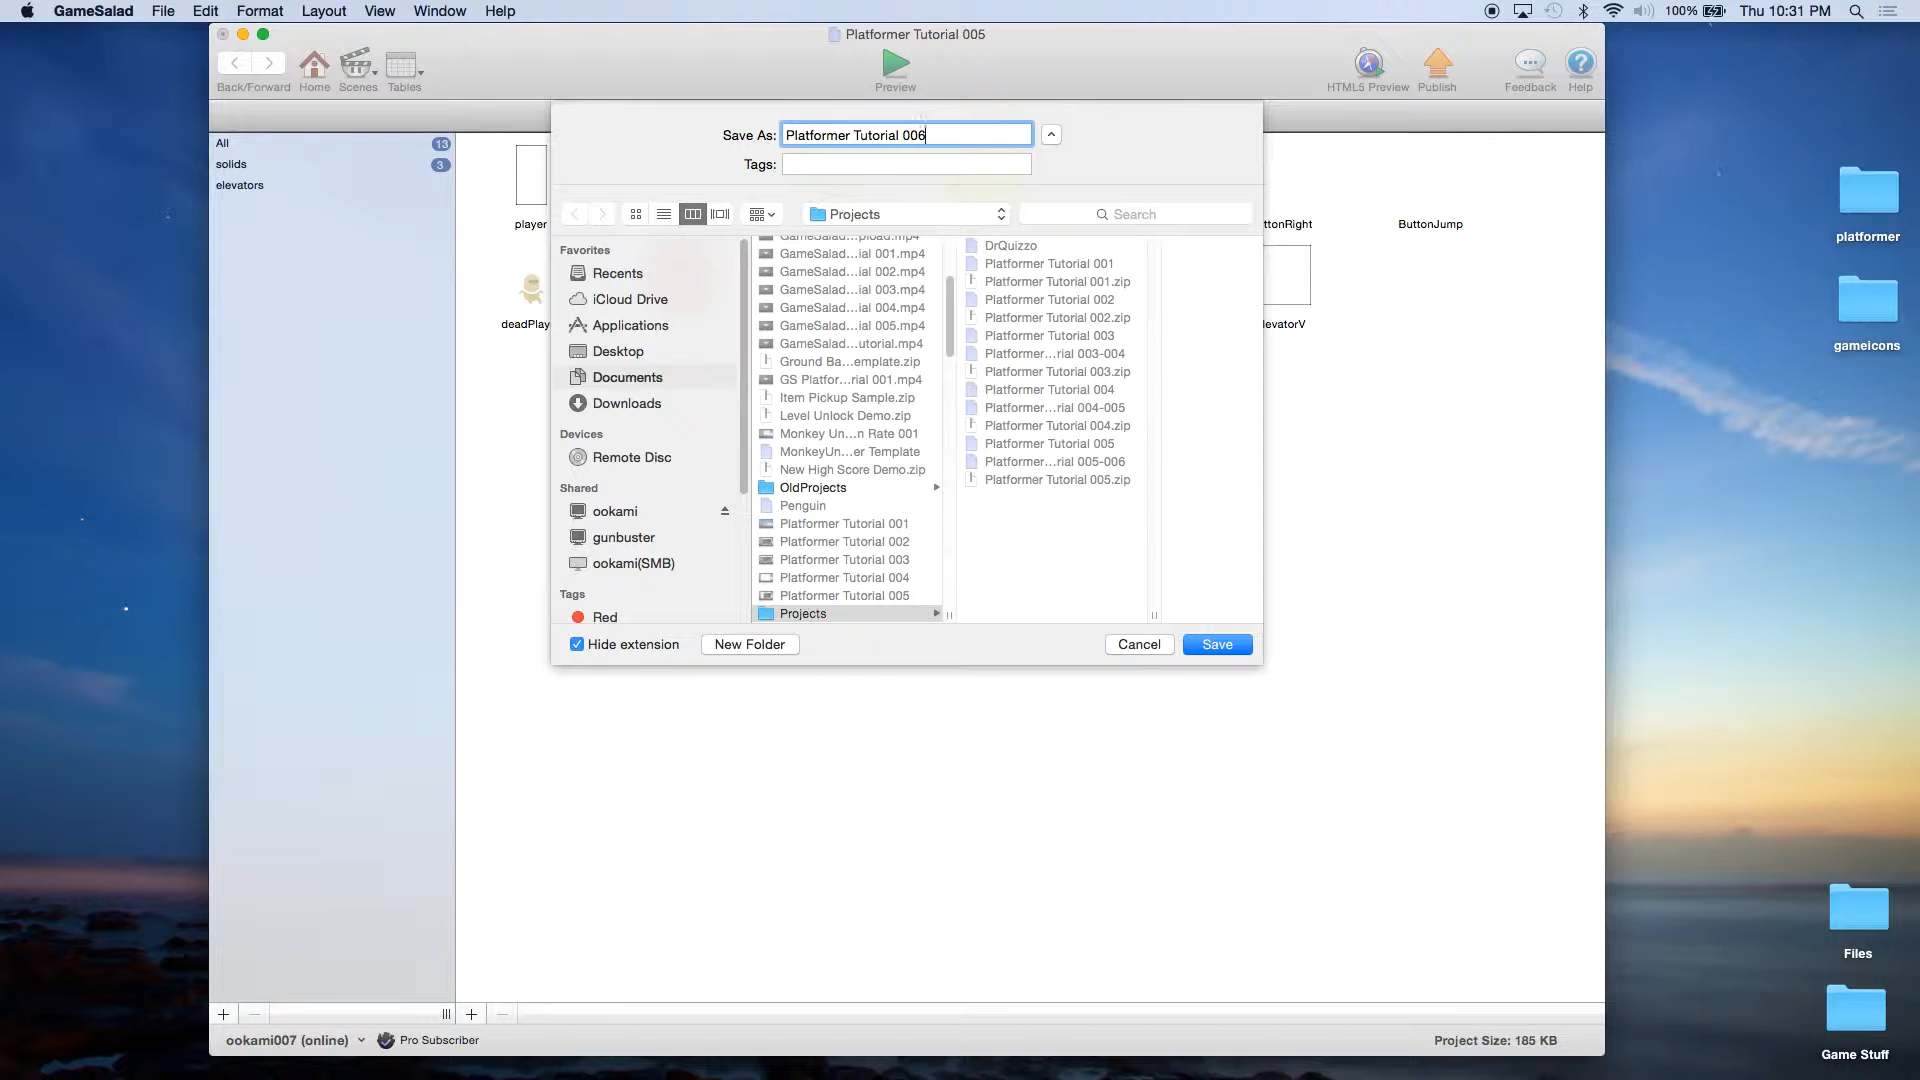 GameSalad File Edit Format Layout View Window Help 100% Thu 10:31 PM
Platformer Tutorial 005
Back/Forward Home Scenes Tables Preview HTML5 Preview Publish Feedback Help
Save As: Platformer Tutorial 006
Tags:
Projects
Search
All 13
solids 3
elevators
player
ttonRight
ButtonJump
deadPlaye
levatorV
Favorites
Recents
iCloud Drive
Applications
Desktop
Documents
Downloads
Devices
Remote Disc
Shared
ookami
gunbuster
ookami(SMB)
Tags
Red
GameSalad...pload.mp4
GameSalad...ial 001.mp4
GameSalad...ial 002.mp4
GameSalad...ial 003.mp4
GameSalad...ial 004.mp4
GameSalad...ial 005.mp4
GameSalad...utorial.mp4
Ground Ba...emplate.zip
GS Platfor...rial 001.mp4
Item Pickup Sample.zip
Level Unlock Demo.zip
Monkey Un...n Rate 001
MonkeyUn...er Template
New High Score Demo.zip
OldProjects
Penguin
Platformer Tutorial 001
Platformer Tutorial 002
Platformer Tutorial 003
Platformer Tutorial 004
Platformer Tutorial 005
Projects
DrQuizzo
Platformer Tutorial 001
Platformer Tutorial 001.zip
Platformer Tutorial 002
Platformer Tutorial 002.zip
Platformer Tutorial 003
Platformer...rial 003-004
Platformer Tutorial 003.zip
Platformer Tutorial 004
Platformer...rial 004-005
Platformer Tutorial 004.zip
Platformer Tutorial 005
Platformer...rial 005-006
Platformer Tutorial 005.zip
Hide extension New Folder Cancel Save
platformer
gameicons
Files
Game Stuff
ookami007 (online) Pro Subscriber Project Size: 185 KB